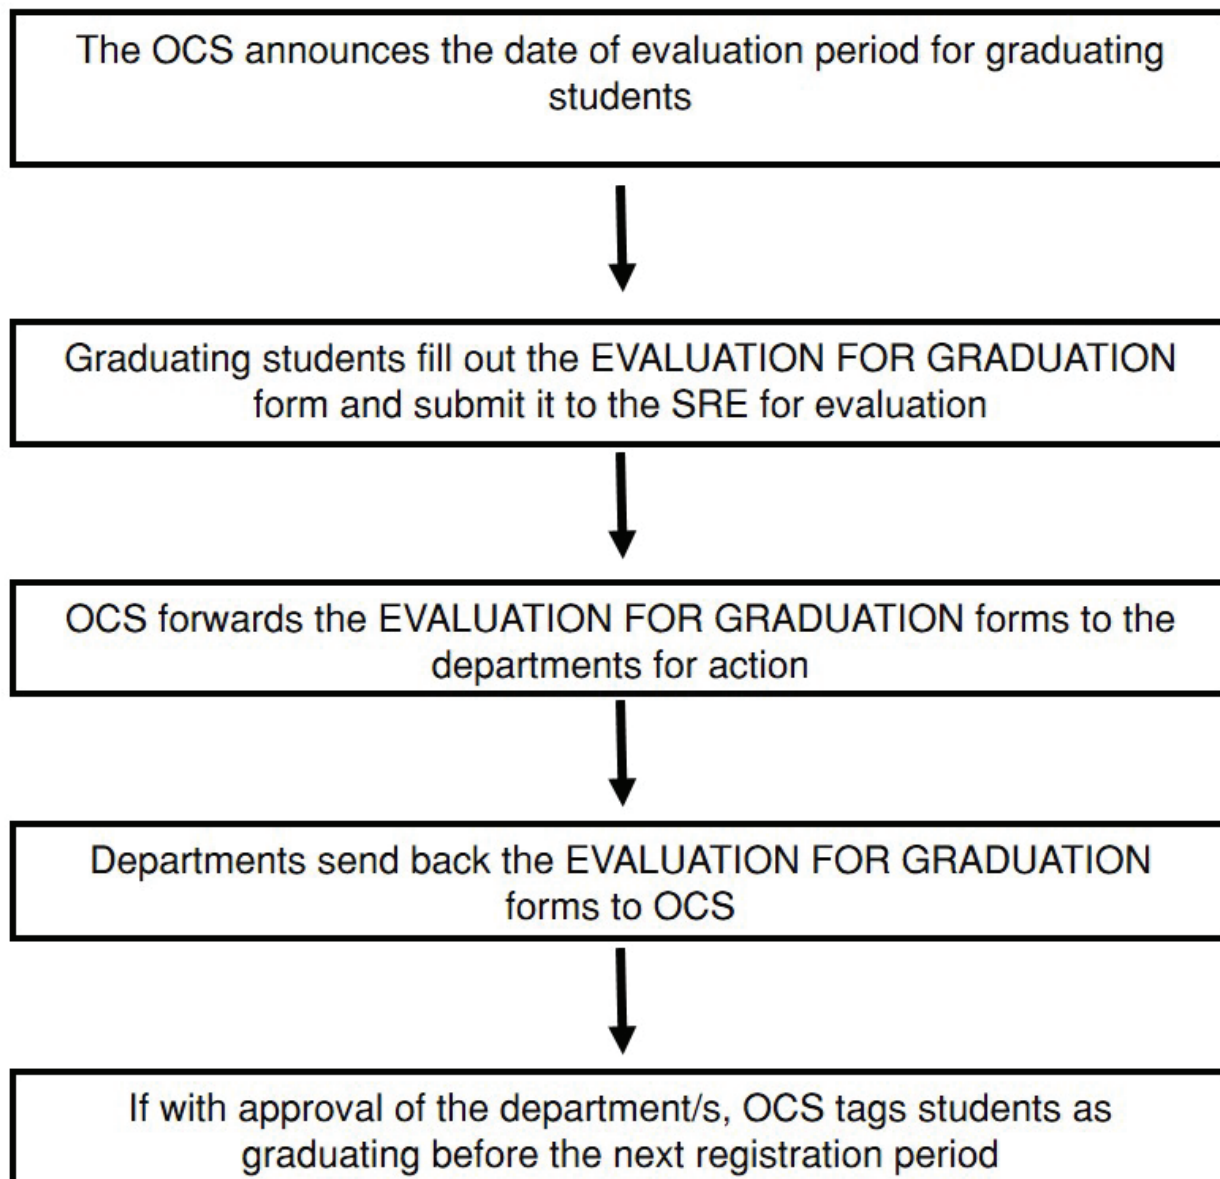 The OCS announces the date of evaluation period for graduating
students
Graduating students fill out the EVALUATION FOR GRADUATION
form and submit it to the SRE for evaluation
OCS forwards the EVALUATION FOR GRADUATION forms to the
departments for action
Departments send back the EVALUATION FOR GRADUATION
forms to OCS
If with approval of the department/s, OCS tags students as
graduating before the next registration period